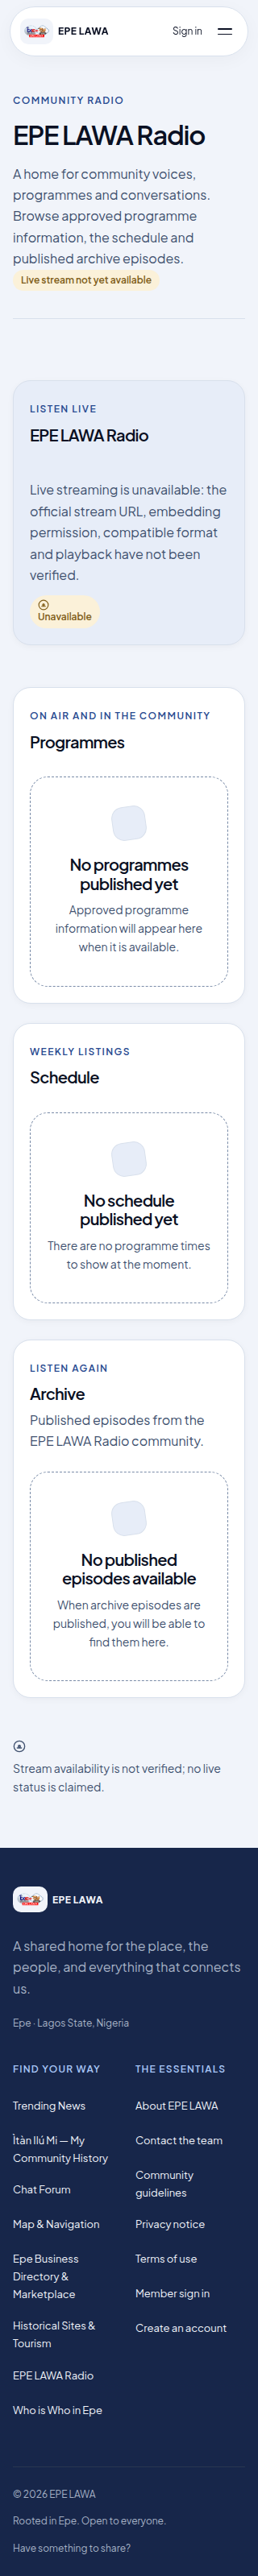 EPE LAWA
Sign in
COMMUNITY RADIO
EPE LAWA Radio
A home for community voices,
programmes and conversations.
Browse approved programme
information, the schedule and
published archive episodes.
Live stream not yet available
LISTEN LIVE
EPE LAWA Radio
Live streaming is unavailable: the
official stream URL, embedding
permission, compatible format
and playback have not been
verified.
Unavailable
ON AIR AND IN THE COMMUNITY
Programmes
No programmes
published yet
Approved programme
information will appear here
when it is available.
WEEKLY LISTINGS
Schedule
No schedule
published yet
There are no programme times
to show at the moment.
LISTEN AGAIN
Archive
Published episodes from the
EPE LAWA Radio community.
No published
episodes available
When archive episodes are
published, you will be able to
find them here.
Stream availability is not verified; no live
status is claimed.
EPE LAWA
A shared home for the place, the
people, and everything that connects
us.
Epe · Lagos State, Nigeria
FIND YOUR WAY
Trending News
Ìtàn Ilú Mi — My
Community History
Chat Forum
Map & Navigation
Epe Business
Directory &
Marketplace
Historical Sites &
Tourism
EPE LAWA Radio
Who is Who in Epe
THE ESSENTIALS
About EPE LAWA
Contact the team
Community
guidelines
Privacy notice
Terms of use
Member sign in
Create an account
© 2026 EPE LAWA
Rooted in Epe. Open to everyone.
Have something to share?